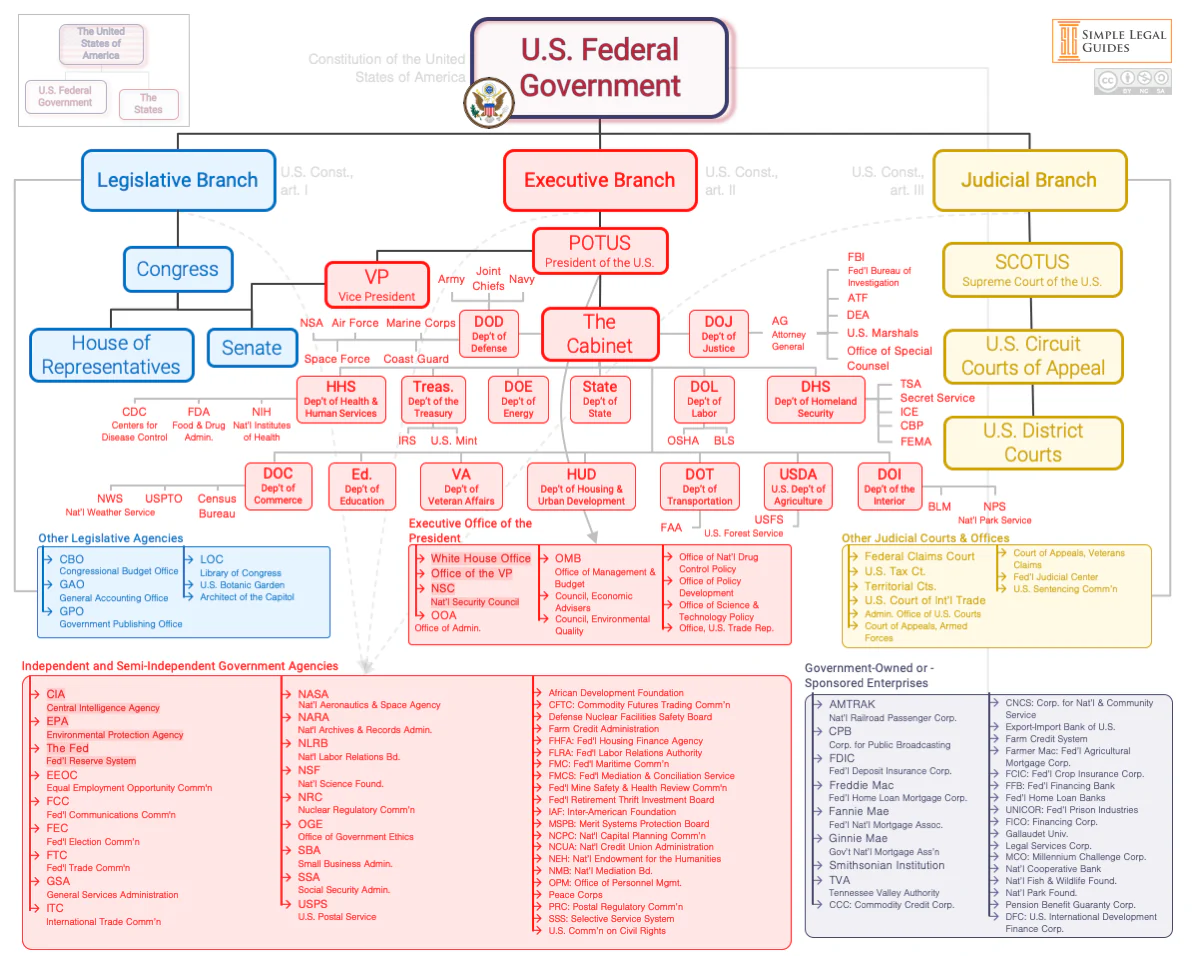 The United
States of
America
U.S. Federal
Government
The
States
Constitution of the United
States of America
U.S. Federal
Government
SIMPLE LEGAL
GUIDES
cc
BY NC SA
Legislative Branch
U.S. Const.,
art. I
Executive Branch
U.S. Const.,
art. II
U.S. Const.,
art. III
Judicial Branch
Congress
House of
Representatives
Senate
POTUS
President of the U.S.
VP
Vice President
The
Cabinet
SCOTUS
Supreme Court of the U.S.
U.S. Circuit
Courts of Appeal
U.S. District
Courts
Army
Joint
Chiefs
Navy
NSA
Air Force
Marine Corps
Space Force
Coast Guard
DOD
Dep't of
Defense
DOJ
Dep't of
Justice
AG
Attorney
General
FBI
Fed'l Bureau of
Investigation
ATF
DEA
U.S. Marshals
Office of Special
Counsel
HHS
Dep't of Health &
Human Services
CDC
Centers for
Disease Control
FDA
Food & Drug
Admin.
NIH
Nat'l Institutes
of Health
Treas.
Dep't of the
Treasury
IRS
U.S. Mint
DOE
Dep't of
Energy
State
Dep't of
State
DOL
Dep't of
Labor
OSHA
BLS
DHS
Dep't of Homeland
Security
TSA
Secret Service
ICE
CBP
FEMA
DOC
Dep't of
Commerce
NWS
Nat'l Weather Service
USPTO
Census
Bureau
Ed.
Dep't of
Education
VA
Dep't of
Veteran Affairs
HUD
Dep't of Housing &
Urban Development
DOT
Dep't of
Transportation
FAA
USDA
U.S. Dep't of
Agriculture
USFS
U.S. Forest Service
DOI
Dep't of the
Interior
BLM
NPS
Nat'l Park Service
Other Legislative Agencies
CBO
Congressional Budget Office
GAO
General Accounting Office
GPO
Government Publishing Office
LOC
Library of Congress
U.S. Botanic Garden
Architect of the Capitol
Executive Office of the
President
White House Office
Office of the VP
NSC
Nat'l Security Council
OOA
Office of Admin.
OMB
Office of Management &
Budget
Council, Economic
Advisers
Council, Environmental
Quality
Office of Nat'l Drug
Control Policy
Office of Policy
Development
Office of Science &
Technology Policy
Office, U.S. Trade Rep.
Other Judicial Courts & Offices
Federal Claims Court
U.S. Tax Ct.
Territorial Cts.
U.S. Court of Int'l Trade
Admin. Office of U.S. Courts
Court of Appeals, Armed
Forces
Court of Appeals, Veterans
Claims
Fed'l Judicial Center
U.S. Sentencing Comm'n
Independent and Semi-Independent Government Agencies
CIA
Central Intelligence Agency
EPA
Environmental Protection Agency
The Fed
Fed'l Reserve System
EEOC
Equal Employment Opportunity Comm'n
FCC
Fed'l Communications Comm'n
FEC
Fed'l Election Comm'n
FTC
Fed'l Trade Comm'n
GSA
General Services Administration
ITC
International Trade Comm'n
NASA
Nat'l Aeronautics & Space Agency
NARA
Nat'l Archives & Records Admin.
NLRB
Nat'l Labor Relations Bd.
NSF
Nat'l Science Found.
NRC
Nuclear Regulatory Comm'n
OGE
Office of Government Ethics
SBA
Small Business Admin.
SSA
Social Security Admin.
USPS
U.S. Postal Service
African Development Foundation
CFTC: Commodity Futures Trading Comm'n
Defense Nuclear Facilities Safety Board
Farm Credit Administration
FHFA: Fed'l Housing Finance Agency
FLRA: Fed'l Labor Relations Authority
FMC: Fed'l Maritime Comm'n
FMCS: Fed'l Mediation & Conciliation Service
Fed'l Mine Safety & Health Review Comm'n
Fed'l Retirement Thrift Investment Board
IAF: Inter-American Foundation
MSPB: Merit Systems Protection Board
NCPC: Nat'l Capital Planning Comm'n
NCUA: Nat'l Credit Union Administration
NEH: Nat'l Endowment for the Humanities
NMB: Nat'l Mediation Bd.
OPM: Office of Personnel Mgmt.
Peace Corps
PRC: Postal Regulatory Comm'n
SSS: Selective Service System
U.S. Comm'n on Civil Rights
Government-Owned or -
Sponsored Enterprises
AMTRAK
Nat'l Railroad Passenger Corp.
CPB
Corp. for Public Broadcasting
FDIC
Fed'l Deposit Insurance Corp.
Freddie Mac
Fed'l Home Loan Mortgage Corp.
Fannie Mae
Fed'l Nat'l Mortgage Assoc.
Ginnie Mae
Gov't Nat'l Mortgage Ass'n
Smithsonian Institution
TVA
Tennessee Valley Authority
CCC: Commodity Credit Corp.
CNCS: Corp. for Nat'l & Community
Service
Export-Import Bank of U.S.
Farm Credit System
Farmer Mac: Fed'l Agricultural
Mortgage Corp.
FCIC: Fed'l Crop Insurance Corp.
FFB: Fed'l Financing Bank
Fed'l Home Loan Banks
UNICOR: Fed'l Prison Industries
FICO: Financing Corp.
Gallaudet Univ.
Legal Services Corp.
MCO: Millennium Challenge Corp.
Nat'l Cooperative Bank
Nat'l Fish & Wildlife Found.
Nat'l Park Found.
Pension Benefit Guaranty Corp.
DFC: U.S. International Development
Finance Corp.